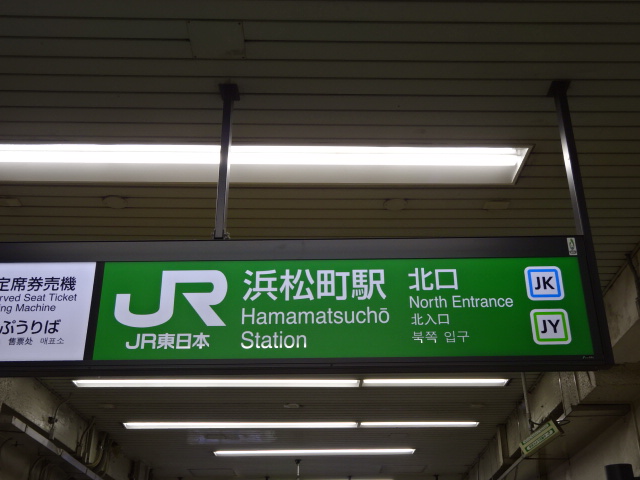 定席券売機
rved Seat Ticket
ing Machine
ぷうりば
售票处 매표소
JR
JR東日本
浜松町駅
Hamamatsuchō
Station
北口
North Entrance
北入口
북쪽 입구
JK
JY